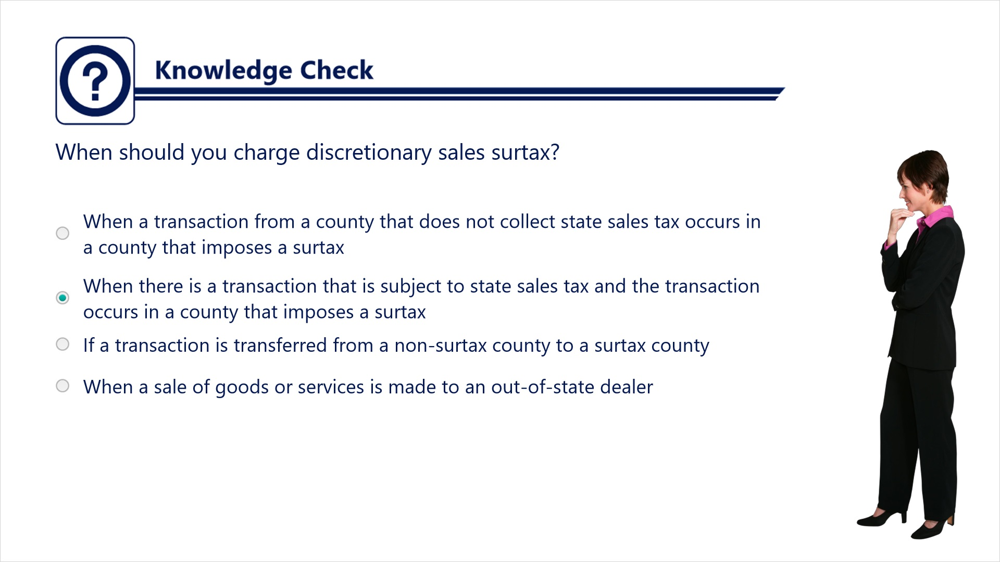 ?
Knowledge Check
When should you charge discretionary sales surtax?
When a transaction from a county that does not collect state sales tax occurs in
a county that imposes a surtax
When there is a transaction that is subject to state sales tax and the transaction
occurs in a county that imposes a surtax
If a transaction is transferred from a non-surtax county to a surtax county
When a sale of goods or services is made to an out-of-state dealer